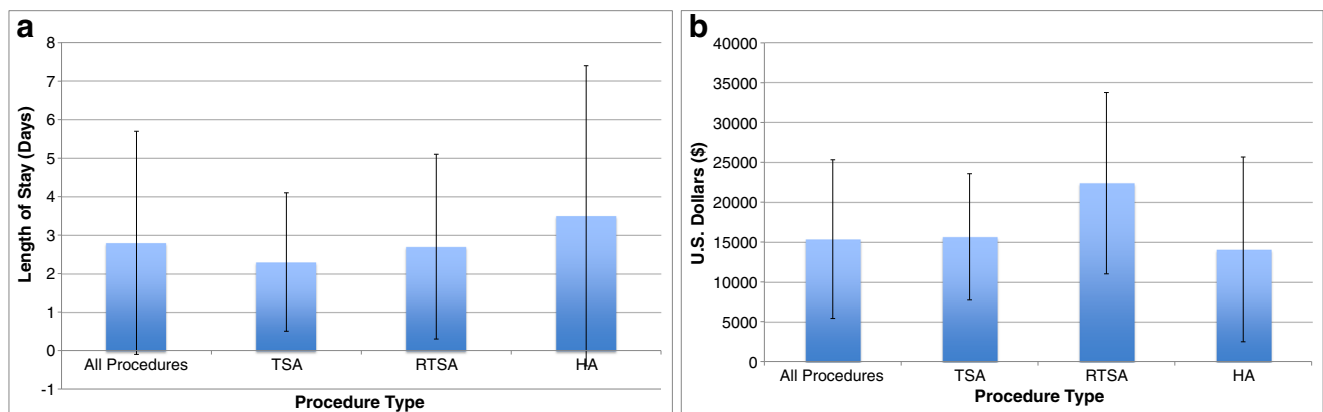 a
8
7
6
5
4
3
2
1
0
-1
Length of Stay (Days)
All Procedures TSA RTSA HA
Procedure Type
b
40000
35000
30000
25000
20000
15000
10000
5000
0
U.S. Dollars ($)
All Procedures TSA RTSA HA
Procedure Type